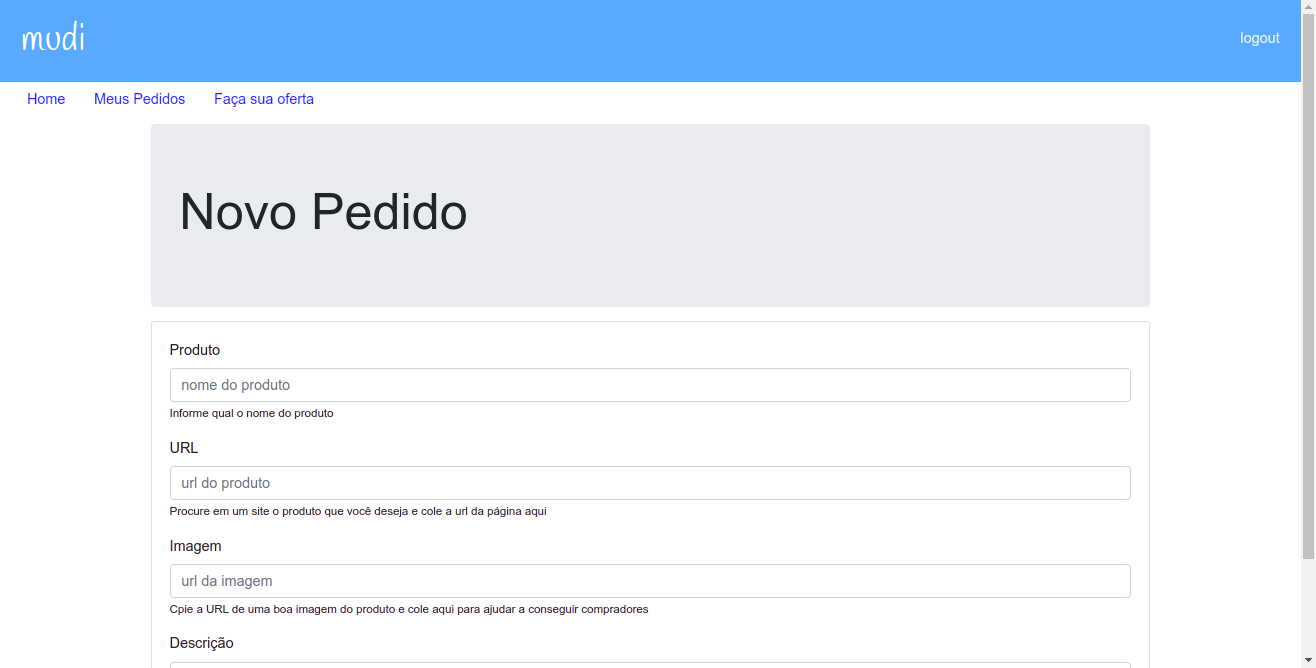 mudi
logout
Home Meus Pedidos Faça sua oferta
Novo Pedido
Produto
nome do produto
Informe qual o nome do produto
URL
url do produto
Procure em um site o produto que você deseja e cole a url da página aqui
Imagem
url da imagem
Cpie a URL de uma boa imagem do produto e cole aqui para ajudar a conseguir compradores
Descrição